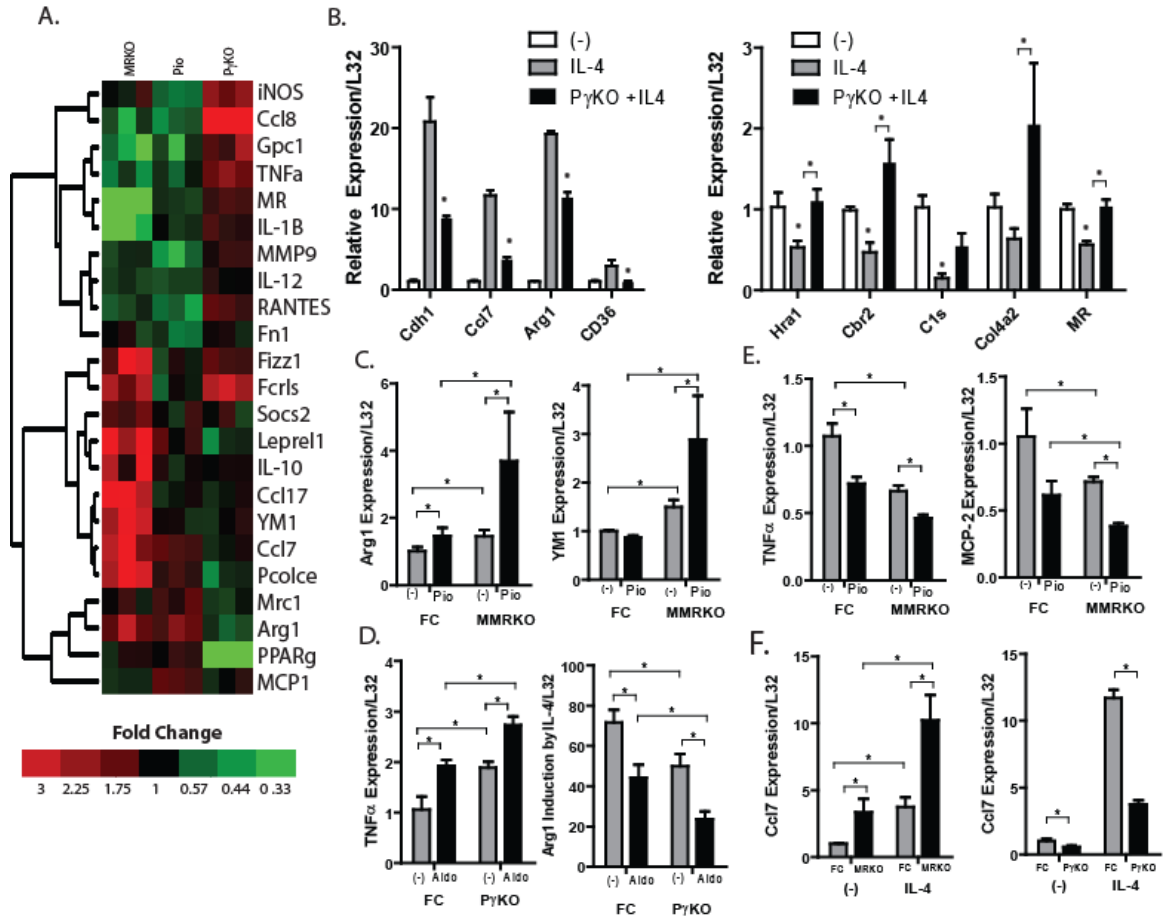 A.
MRKO
Pio
PγKO
iNOS
Ccl8
Gpc1
TNFa
MR
IL-1B
MMP9
IL-12
RANTES
Fn1
Fizz1
Fcrls
Socs2
Leprel1
IL-10
Ccl17
YM1
Ccl7
Pcolce
Mrc1
Arg1
PPARg
MCP1
Fold Change
3 2.25 1.75 1 0.57 0.44 0.33
B.
Relative Expression/L32
30
20
10
0
(-)
IL-4
PγKO +IL4
* * * *
Cdh1 Ccl7 Arg1 CD36
Relative Expression/L32
3
2
1
0
(-)
IL-4
PγKO +IL4
* * * * * * * *
Hra1 Cbr2 C1s Col4a2 MR
C.
Arg1 Expression/L32
6
4
2
0
* * * *
(-) Pio (-) Pio
FC MMRKO
YM1 Expression/L32
4
3
2
1
0
* * *
(-) Pio (-) Pio
FC MMRKO
E.
TNFα Expression/L32
1.5
1.0
0.5
0.0
* * *
(-) Pio (-) Pio
FC MMRKO
MCP-2 Expression/L32
1.5
1.0
0.5
0.0
* * *
(-) Pio (-) Pio
FC MMRKO
D.
TNFα Expression/L32
4
3
2
1
0
* * * *
(-) Aldo (-) Aldo
FC PγKO
Arg1 Induction by IL-4/L32
100
80
60
40
20
0
* * * *
(-) Aldo (-) Aldo
FC PγKO
F.
Ccl7 Expression/L32
15
10
5
0
* * * *
FC MRKO FC MRKO
(-) IL-4
Ccl7 Expression/L32
15
10
5
0
* *
FC PγKO FC PγKO
(-) IL-4